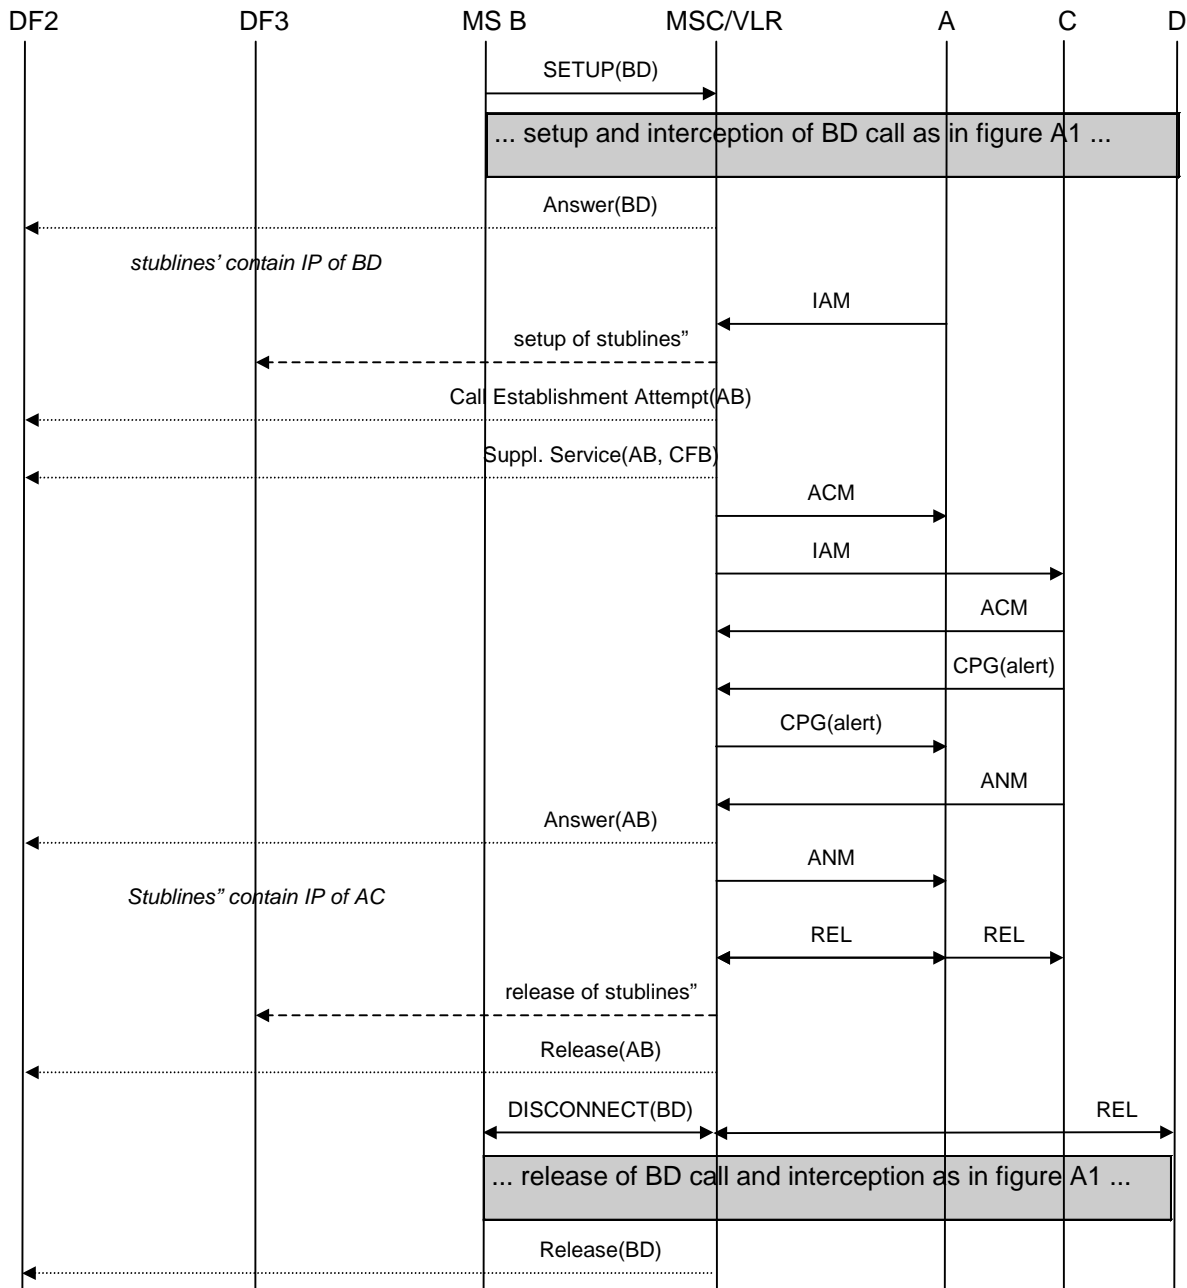 DF2 DF3 MS B MSC/VLR A C D
SETUP(BD)
... setup and interception of BD call as in figure A1 ...
Answer(BD)
stublines’ contain IP of BD
IAM
setup of stublines”
Call Establishment Attempt(AB)
Suppl. Service(AB, CFB)
ACM
IAM
ACM
CPG(alert)
CPG(alert)
ANM
Answer(AB)
ANM
Stublines” contain IP of AC
REL REL
release of stublines”
Release(AB)
DISCONNECT(BD) REL
... release of BD call and interception as in figure A1 ...
Release(BD)